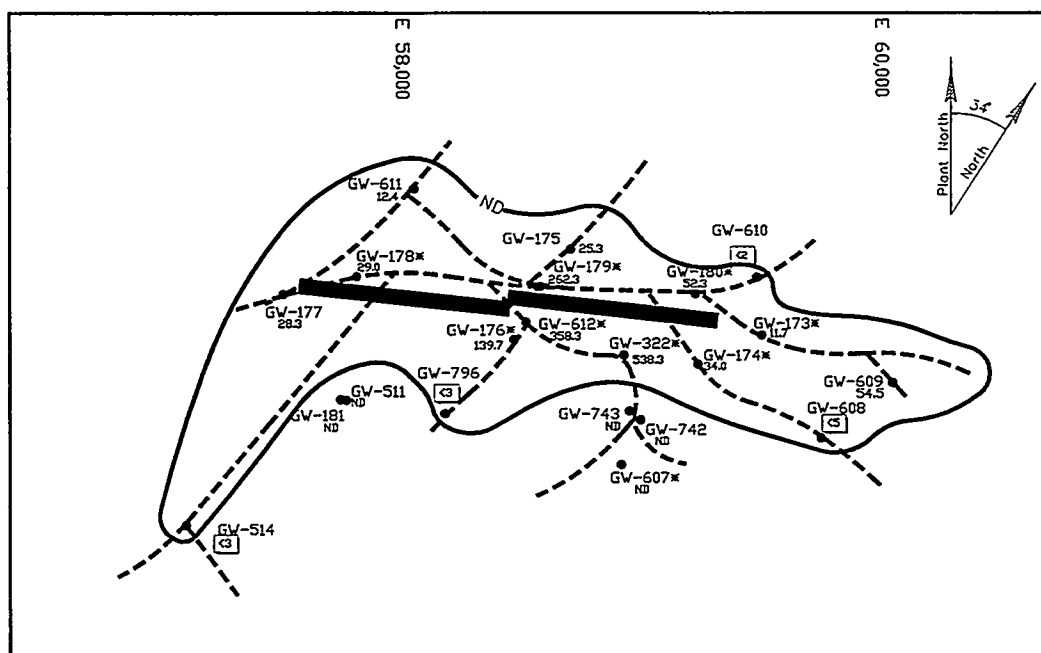 E 58,000
E 60,000
34°
Plant North
North
GW-611
12.4
ND
GW-610
<2
GW-175
25.3
GW-178*
29.0
GW-179*
262.3
GW-180*
52.3
GW-177
28.3
GW-176*
139.7
GW-612*
358.3
GW-173*
11.7
GW-322*
538.3
GW-174*
34.0
GW-796
<3
GW-609
54.5
GW-511
ND
GW-181
ND
GW-608
<5
GW-743
ND
GW-742
ND
GW-607*
ND
GW-514
<3